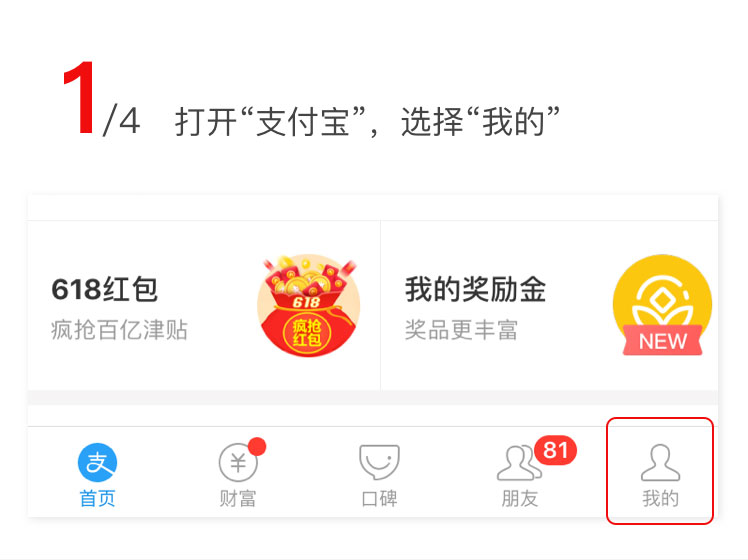 1/4 打开“支付宝”，选择“我的”
618红包
疯抢百亿津贴
618
疯抢
红包
我的奖励金
奖品更丰富
NEW
支
¥
81
首页
财富
口碑
朋友
我的